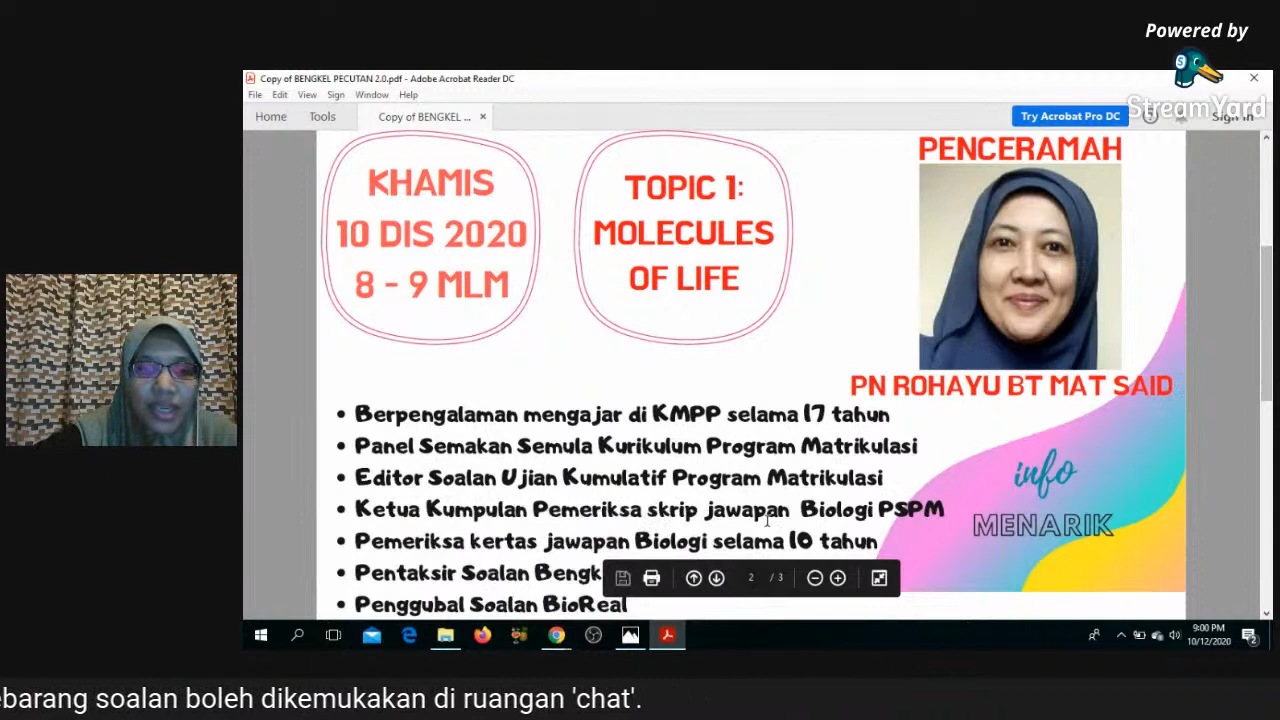 Powered by
StreamYard
Copy of BENGKEL PECUTAN 2.0.pdf - Adobe Acrobat Reader DC
File Edit View Sign Window Help
Home Tools Copy of BENGKEL ... Try Acrobat Pro DC Sign In
KHAMIS
10 DIS 2020
8 - 9 MLM
TOPIC 1:
MOLECULES
OF LIFE
PENCERAMAH
PN ROHAYU BT MAT SAID
• Berpengalaman mengajar di KMPP selama 17 tahun
• Panel Semakan Semula Kurikulum Program Matrikulasi
• Editor Soalan Ujian Kumulatif Program Matrikulasi
• Ketua Kumpulan Pemeriksa skrip jawapan Biologi PSPM
• Pemeriksa kertas jawapan Biologi selama 10 tahun
• Pentaksir Soalan Bengk
• Penggubal Soalan BioReal
info
MENARIK
2 / 3
9:00 PM
10/12/2020
2
ebarang soalan boleh dikemukakan di ruangan 'chat'.